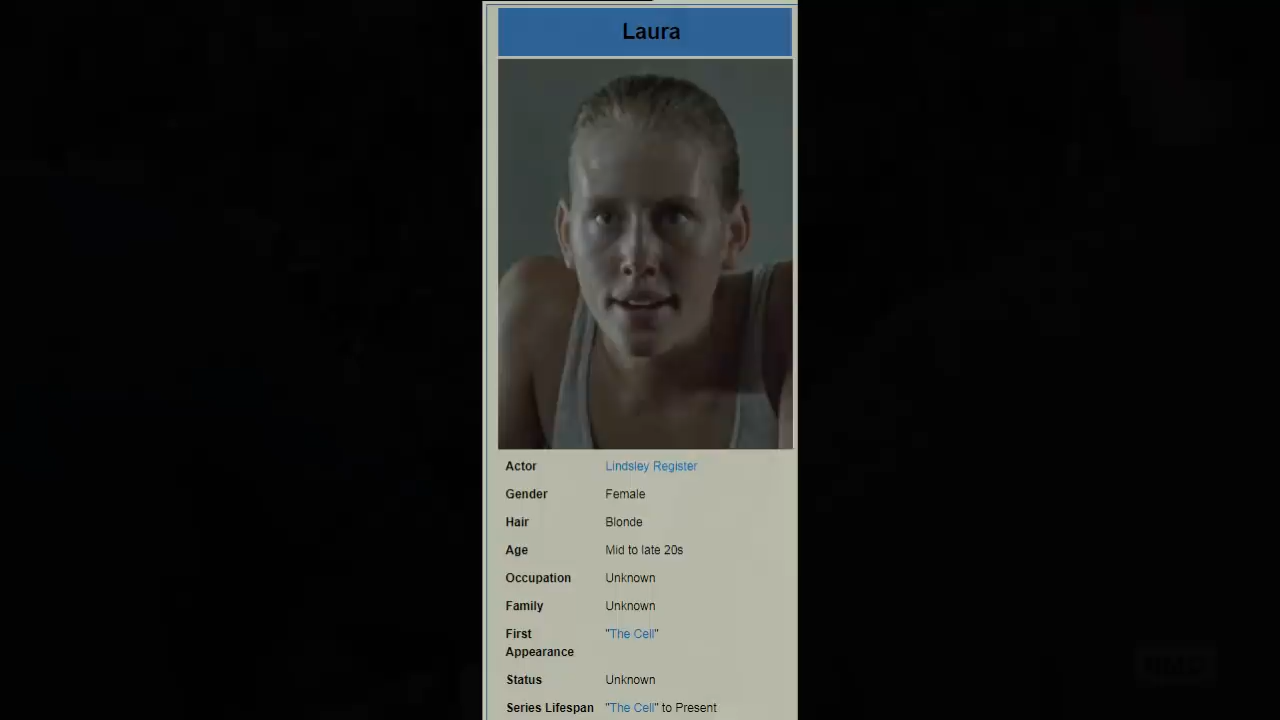 Laura
Actor Lindsley Register
Gender Female
Hair Blonde
Age Mid to late 20s
Occupation Unknown
Family Unknown
First Appearance "The Cell"
Status Unknown
Series Lifespan "The Cell" to Present